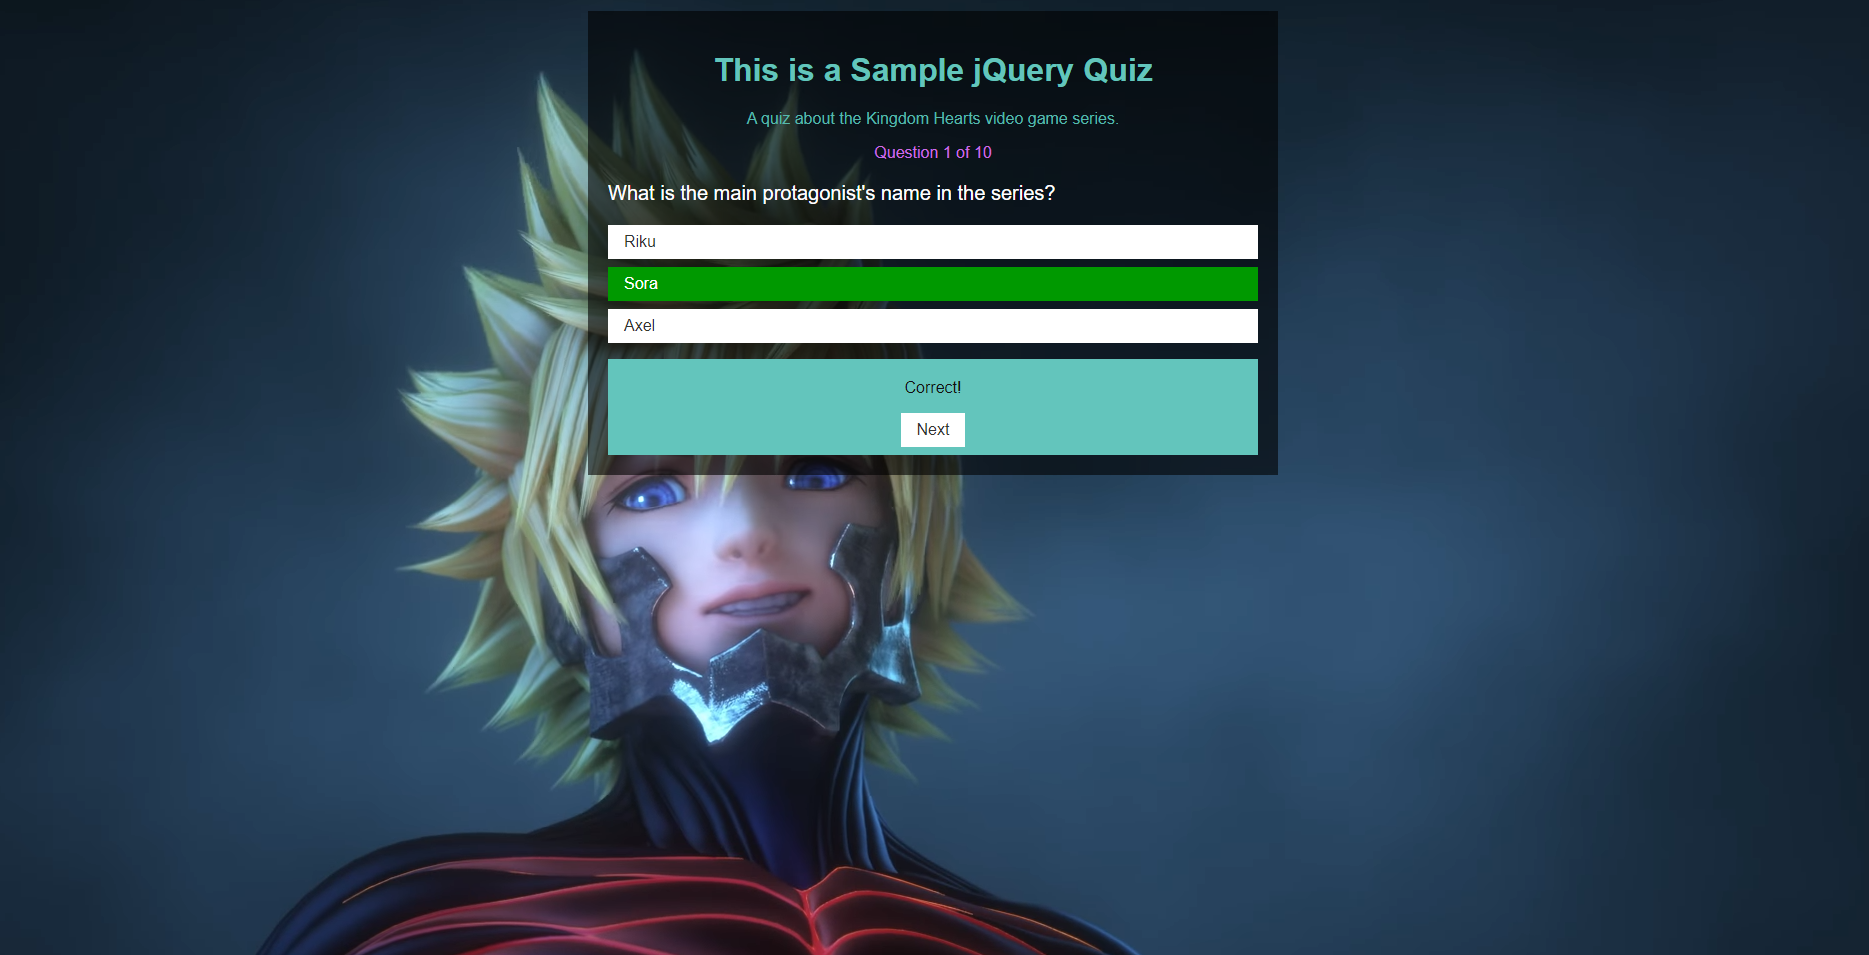 This is a Sample jQuery Quiz
A quiz about the Kingdom Hearts video game series.
Question 1 of 10
What is the main protagonist's name in the series?
Riku
Sora
Axel
Correct!
Next